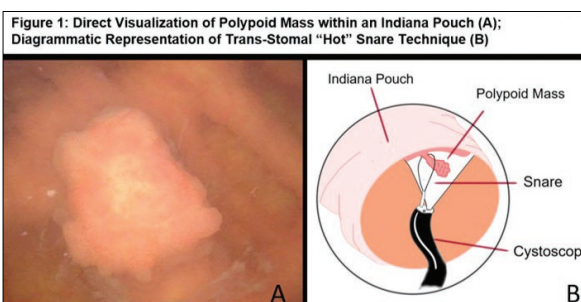 Figure 1: Direct Visualization of Polypoid Mass within an Indiana Pouch (A);
Diagrammatic Representation of Trans-Stomal “Hot” Snare Technique (B)
Indiana Pouch
Polypoid Mass
Snare
Cystoscope
A
B